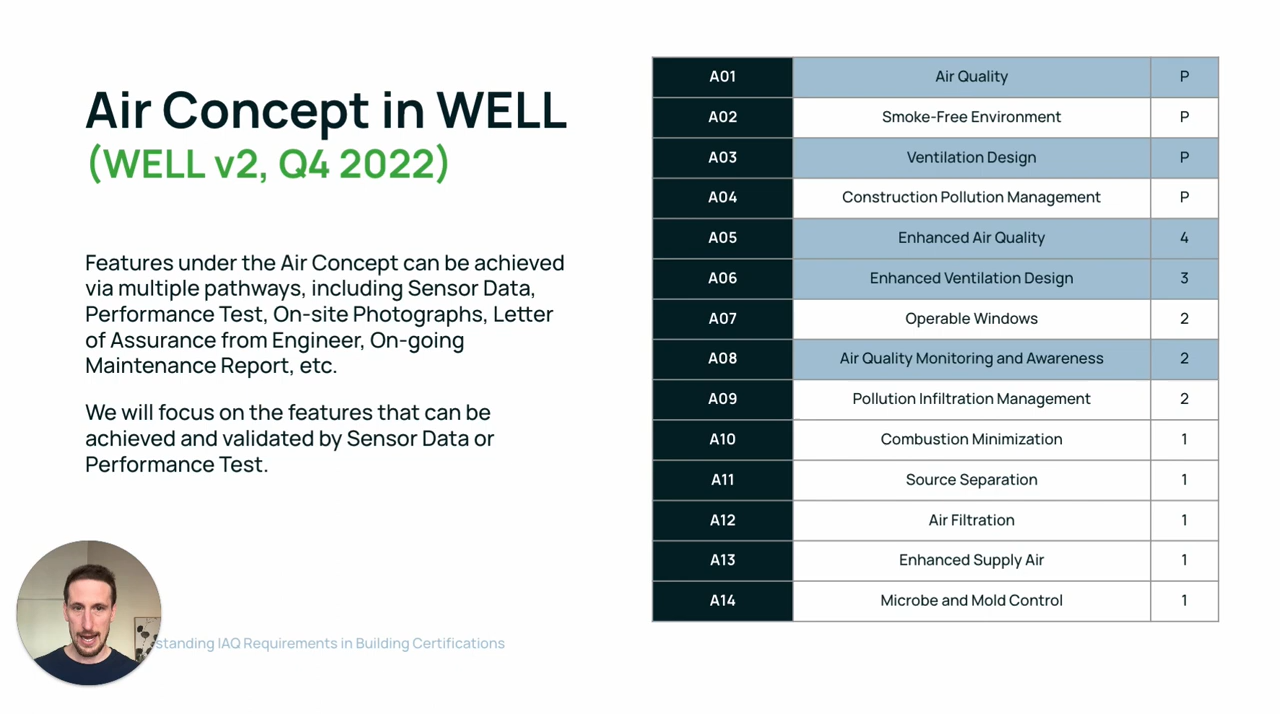 Air Concept in WELL
(WELL v2, Q4 2022)
Features under the Air Concept can be achieved
via multiple pathways, including Sensor Data,
Performance Test, On-site Photographs, Letter
of Assurance from Engineer, On-going
Maintenance Report, etc.
We will focus on the features that can be
achieved and validated by Sensor Data or
Performance Test.
standing IAQ Requirements in Building Certifications
A01 Air Quality P
A02 Smoke-Free Environment P
A03 Ventilation Design P
A04 Construction Pollution Management P
A05 Enhanced Air Quality 4
A06 Enhanced Ventilation Design 3
A07 Operable Windows 2
A08 Air Quality Monitoring and Awareness 2
A09 Pollution Infiltration Management 2
A10 Combustion Minimization 1
A11 Source Separation 1
A12 Air Filtration 1
A13 Enhanced Supply Air 1
A14 Microbe and Mold Control 1